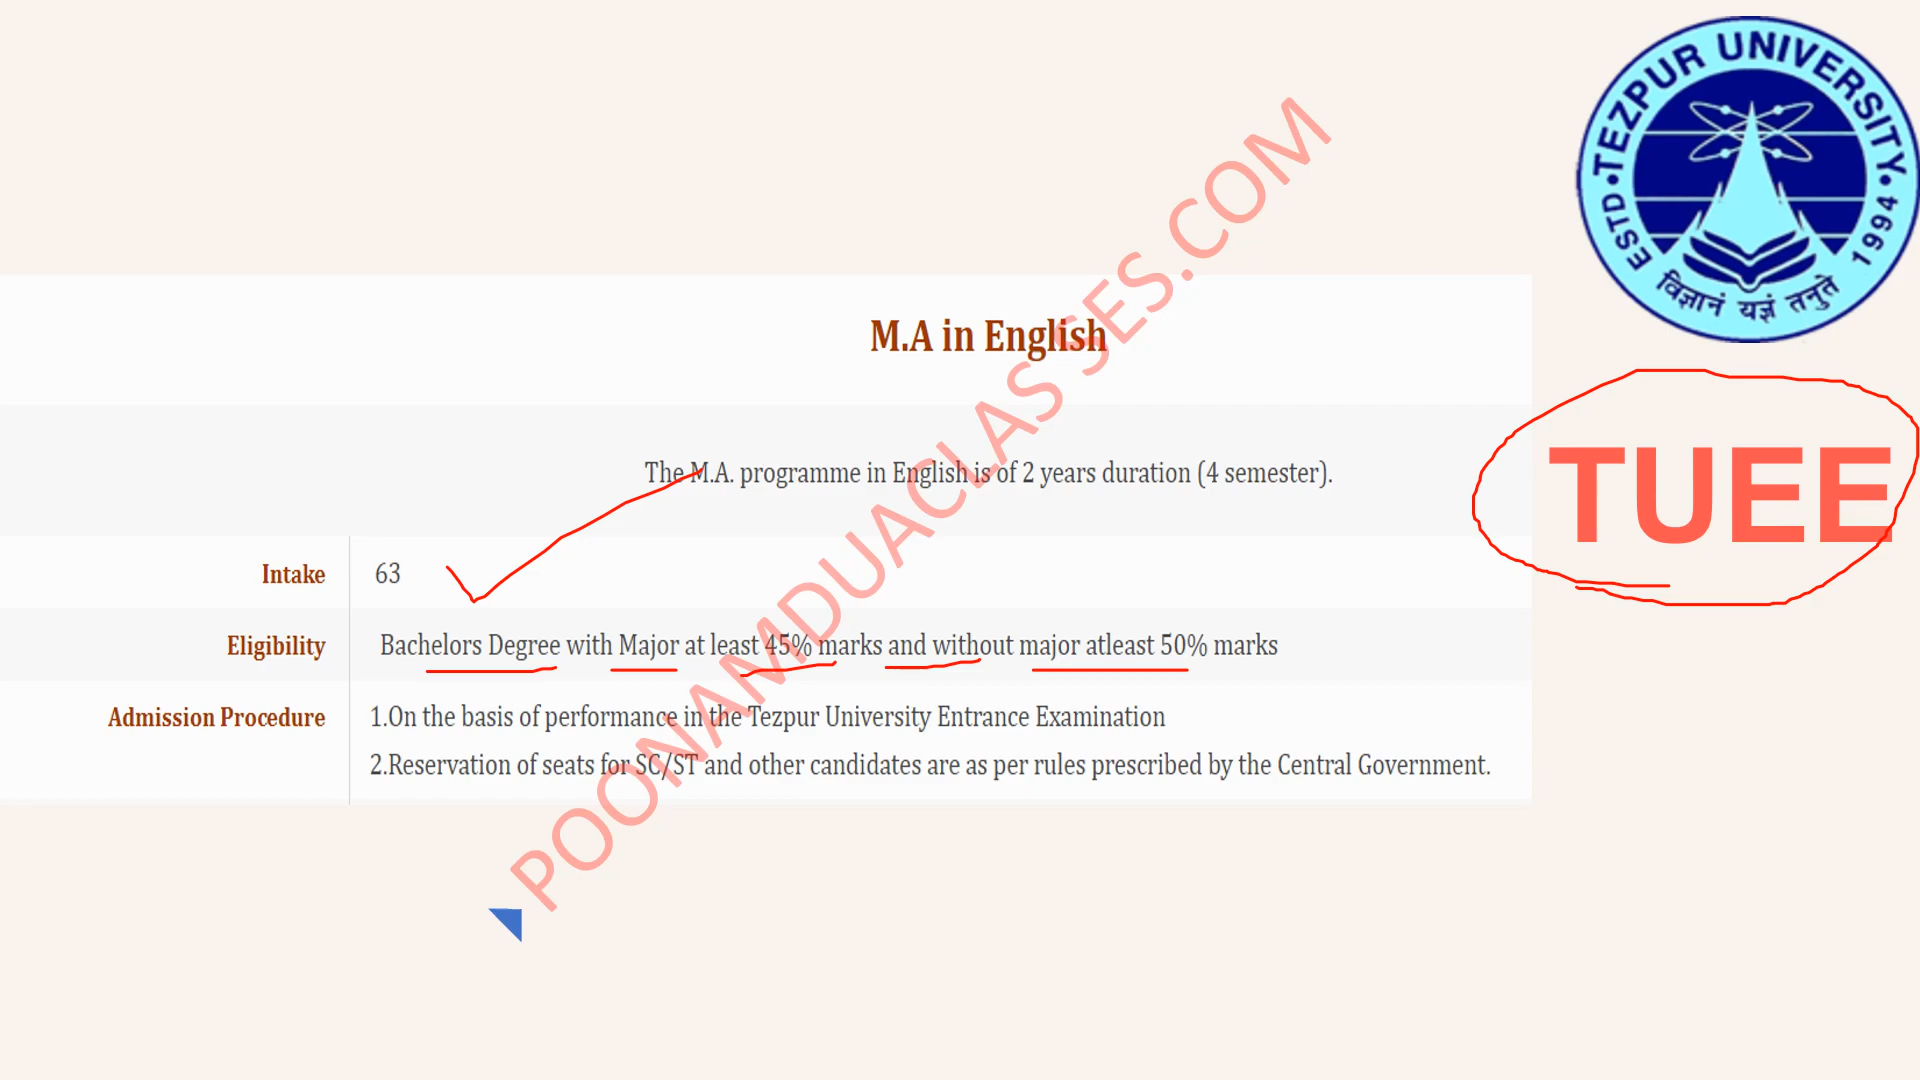 TEZPUR UNIVERSITY
ESTD
1994
विज्ञानं यज्ञं तनुते
M.A in English
The M.A. programme in English is of 2 years duration (4 semester).
TUEE
Intake 63
Eligibility Bachelors Degree with Major at least 45% marks and without major atleast 50% marks
Admission Procedure 1.On the basis of performance in the Tezpur University Entrance Examination
2.Reservation of seats for SC/ST and other candidates are as per rules prescribed by the Central Government.
POONAMDUACLAS SES.COM